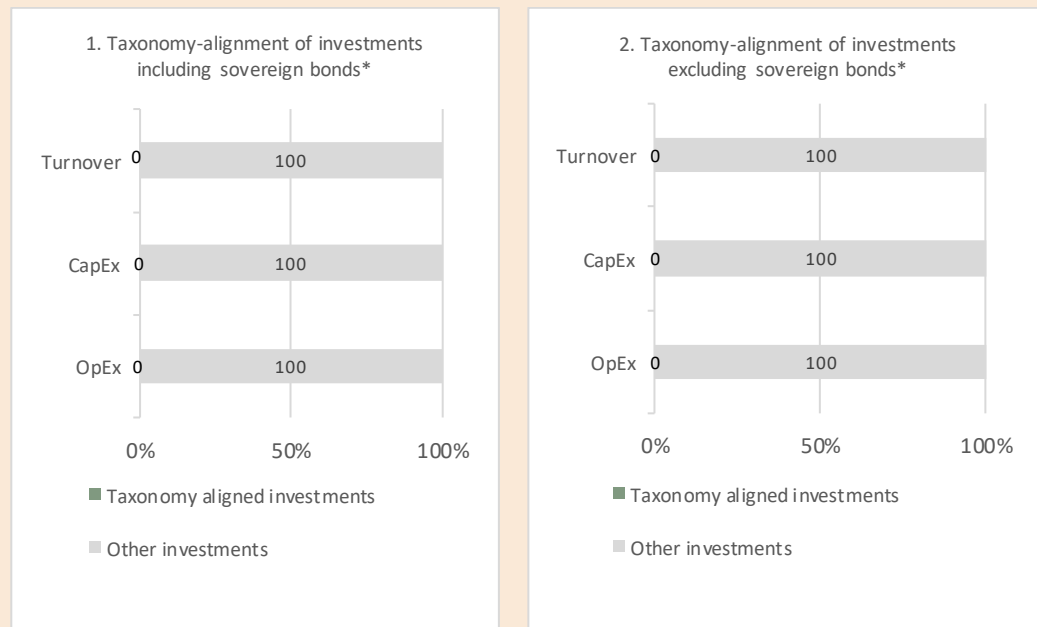 1. Taxonomy-alignment of investments
including sovereign bonds*
Turnover 0 100
CapEx 0 100
OpEx 0 100
0% 50% 100%
Taxonomy aligned investments
Other investments
2. Taxonomy-alignment of investments
excluding sovereign bonds*
Turnover 0 100
CapEx 0 100
OpEx 0 100
0% 50% 100%
Taxonomy aligned investments
Other investments